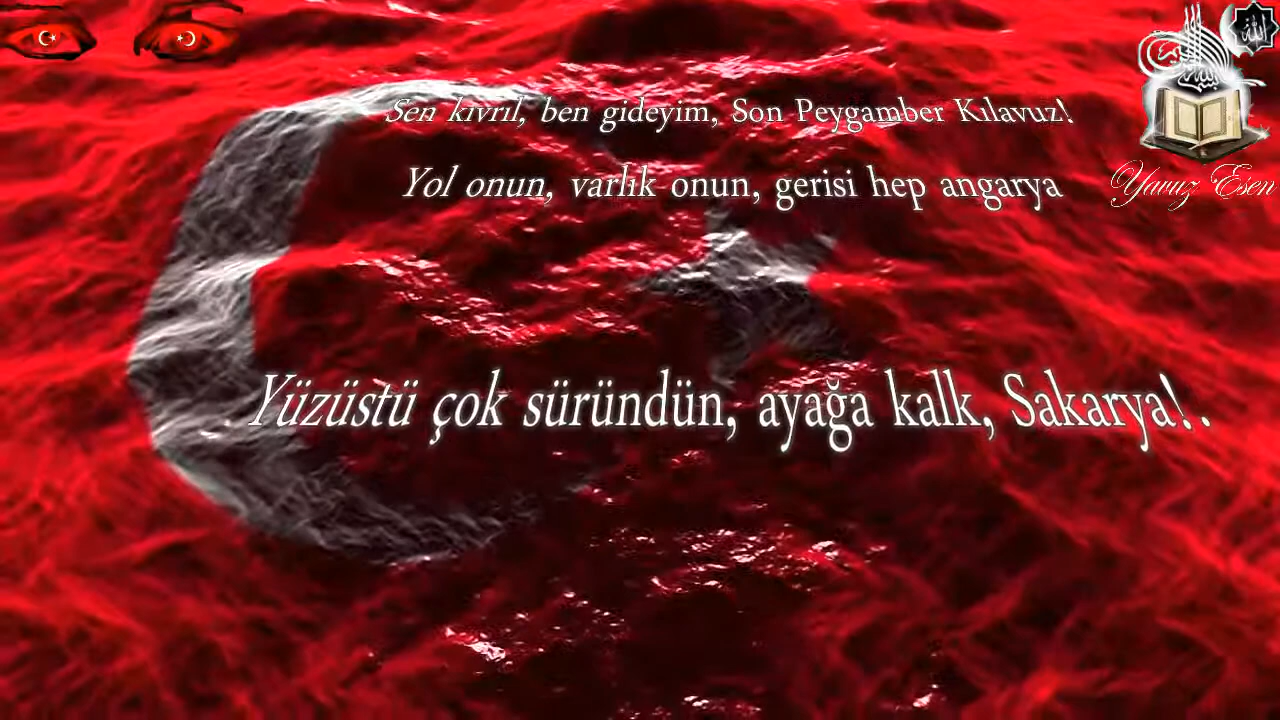 Sen kıvrıl, ben gideyim, Son Peygamber Kılavuz!
Yol onun, varlık onun, gerisi hep angarya
Yavuz Esen
Yüzüstü çok süründün, ayağa kalk, Sakarya!.
الله